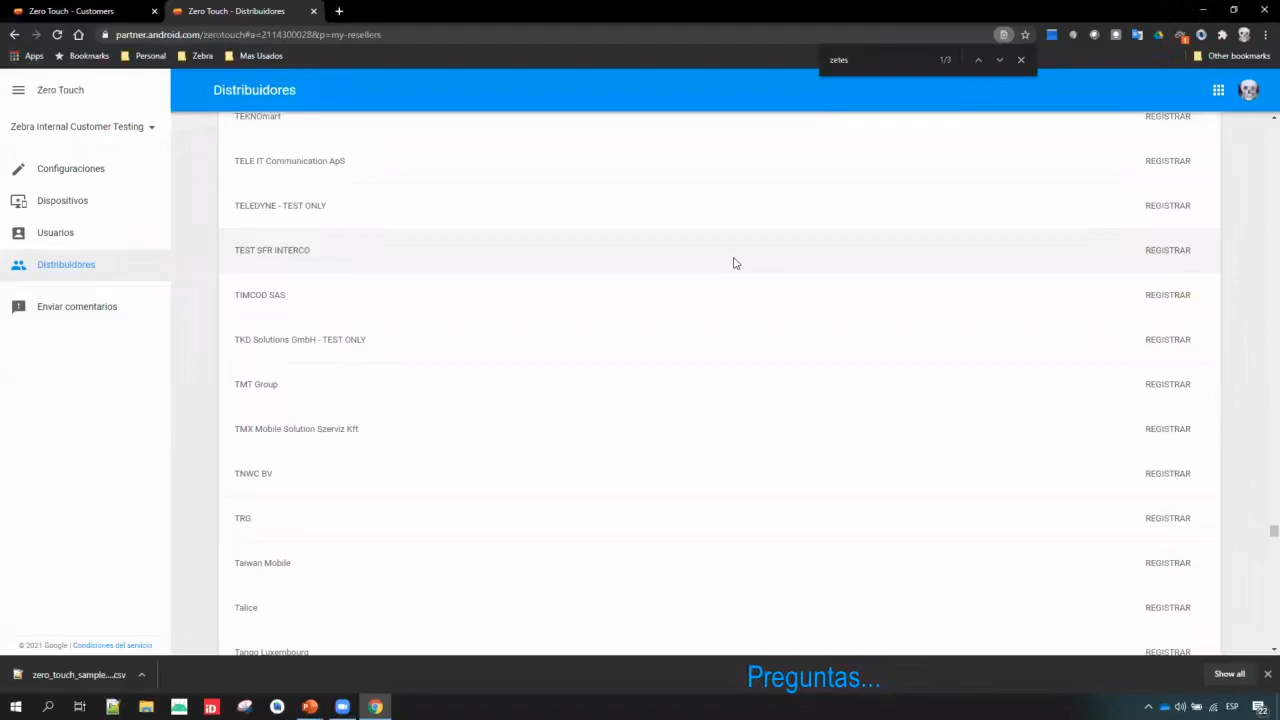 Zero Touch - Customers
Zero Touch - Distribuidores
partner.android.com/zerotouch#a=2114300028&p=my-resellers
Apps
Bookmarks
Personal
Zebra
Mas Usados
zetes
1/3
Other bookmarks
Zero Touch
Distribuidores
Zebra Internal Customer Testing
Configuraciones
Dispositivos
Usuarios
Distribuidores
Enviar comentarios
TEKNOmart REGISTRAR
TELE IT Communication ApS REGISTRAR
TELEDYNE - TEST ONLY REGISTRAR
TEST SFR INTERCO REGISTRAR
TIMCOD SAS REGISTRAR
TKD Solutions GmbH - TEST ONLY REGISTRAR
TMT Group REGISTRAR
TMX Mobile Solution Szerviz Kft REGISTRAR
TNWC BV REGISTRAR
TRG REGISTRAR
Taiwan Mobile REGISTRAR
Talice REGISTRAR
Tango Luxembourg REGISTRAR
© 2021 Google | Condiciones del servicio
zero_touch_sample....csv
Preguntas...
Show all
iD
ESP
22